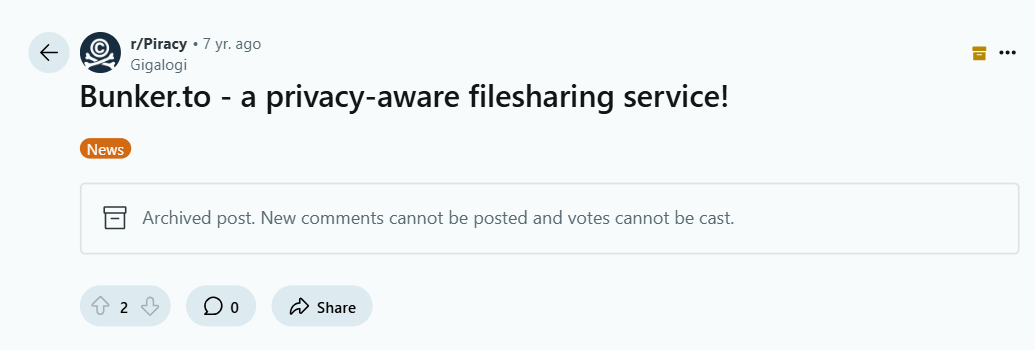 r/Piracy • 7 yr. ago
Gigalogi
Bunker.to - a privacy-aware filesharing service!
News
Archived post. New comments cannot be posted and votes cannot be cast.
2 0 Share